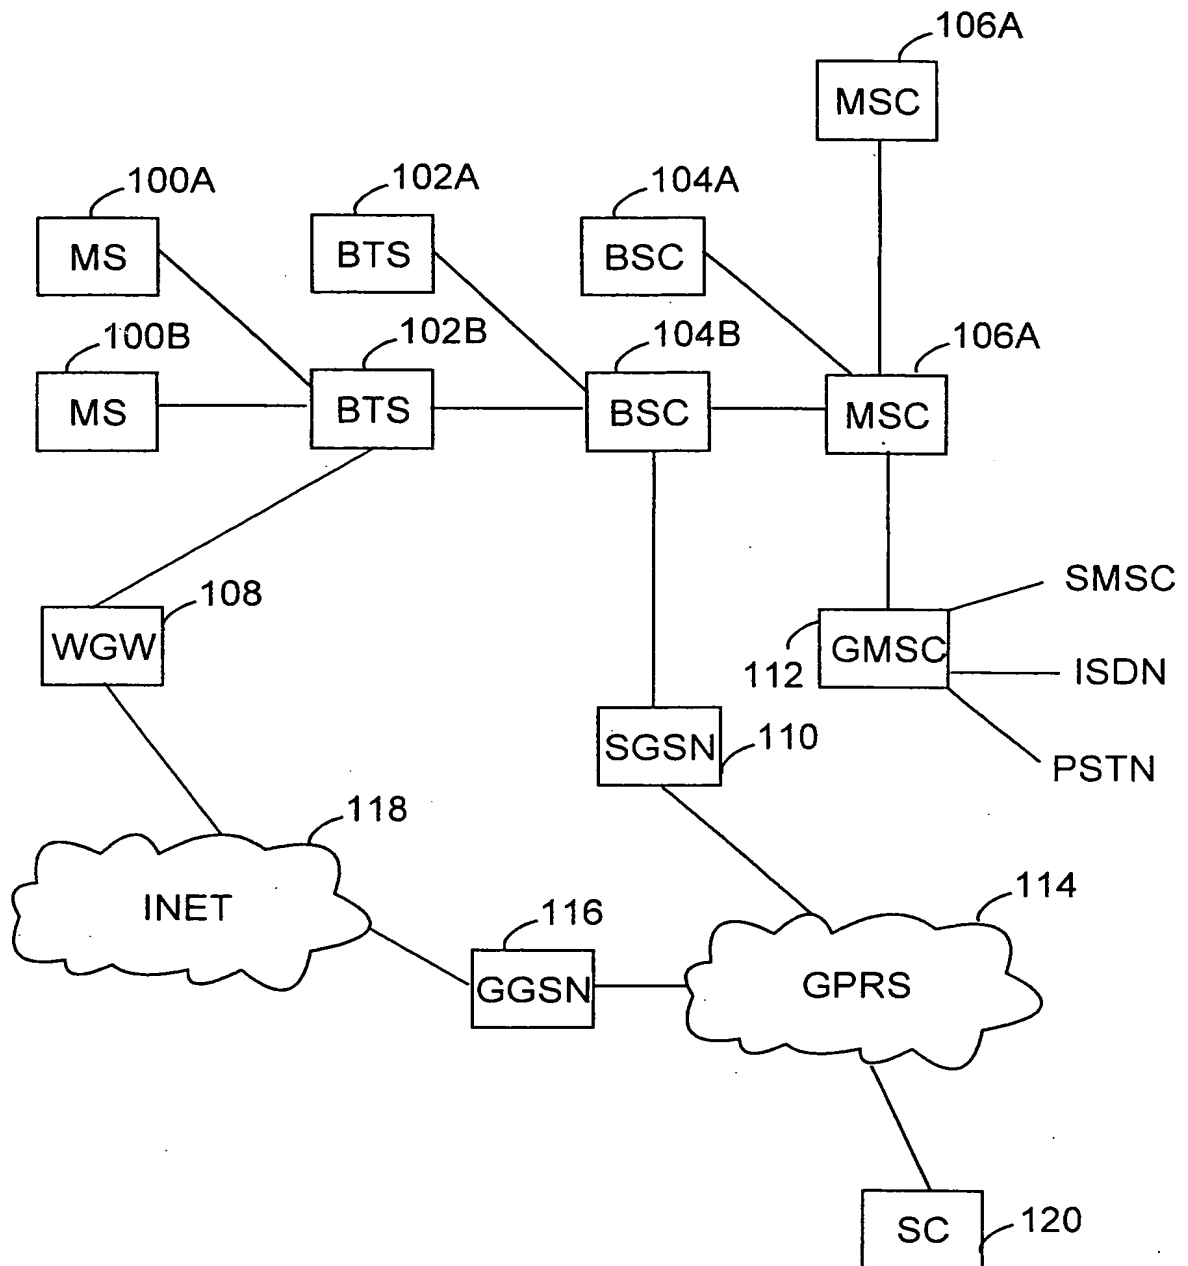 106A
MSC
100A
102A
104A
MS
BTS
BSC
100B
102B
104B
106A
MS
BTS
BSC
MSC
108
WGW
SMSC
112
GMSC
ISDN
SGSN
110
PSTN
118
INET
116
114
GGSN
GPRS
SC
120